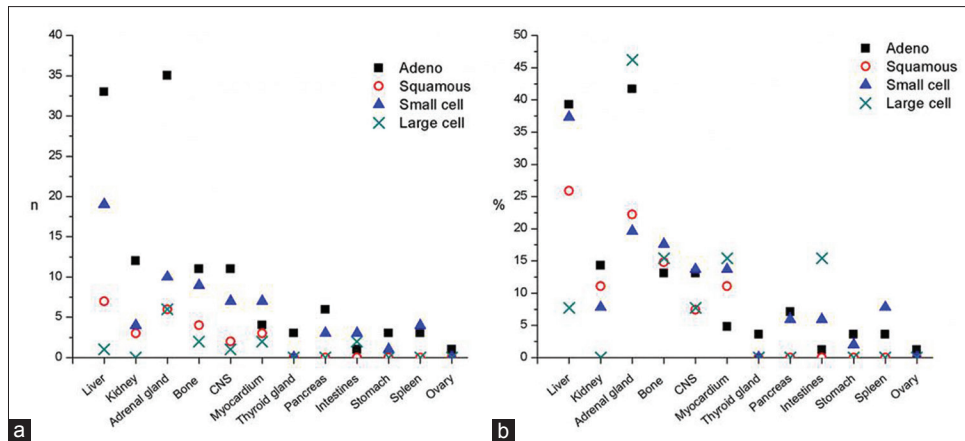 40
35
30
25
20
15
10
5
0
n
Adeno
Squamous
Small cell
Large cell
Liver
Kidney
Adrenal gland
Bone
CNS
Myocardium
Thyroid gland
Pancreas
Intestines
Stomach
Spleen
Ovary
a
50
45
40
35
30
25
20
15
10
5
0
%
Adeno
Squamous
Small cell
Large cell
Liver
Kidney
Adrenal gland
Bone
CNS
Myocardium
Thyroid gland
Pancreas
Intestines
Stomach
Spleen
Ovary
b